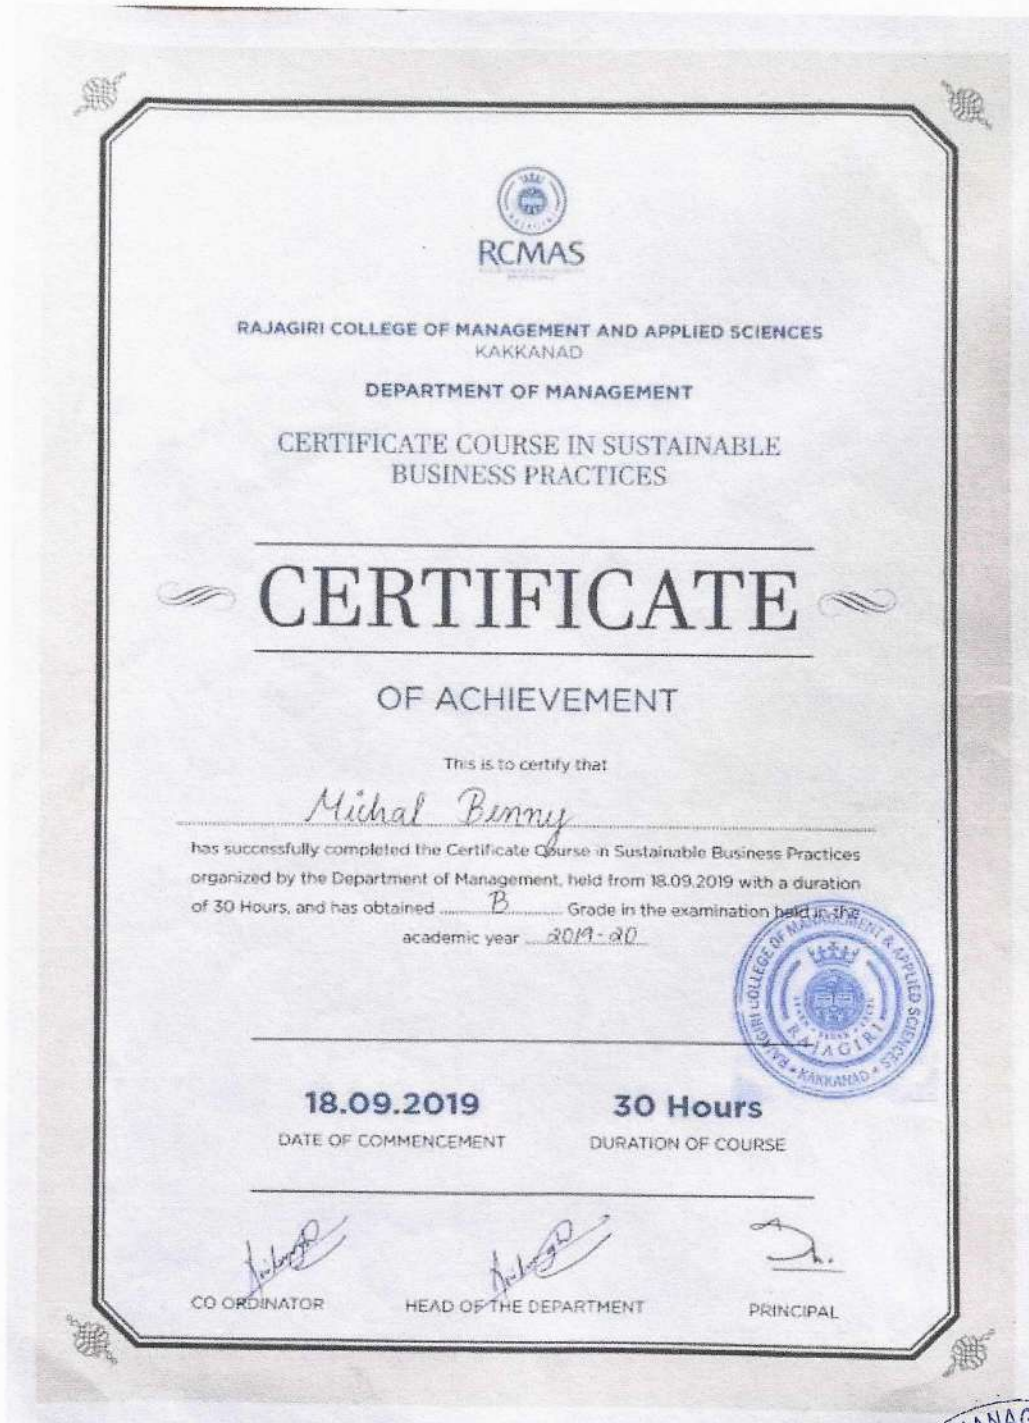 RAJAGIRI
RCMAS
RAJAGIRI COLLEGE OF MANAGEMENT AND APPLIED SCIENCES
KAKKANAD
DEPARTMENT OF MANAGEMENT
CERTIFICATE COURSE IN SUSTAINABLE
BUSINESS PRACTICES
CERTIFICATE
OF ACHIEVEMENT
This is to certify that
Michal Benny
has successfully completed the Certificate Course in Sustainable Business Practices
organized by the Department of Management, held from 18.09.2019 with a duration
of 30 Hours, and has obtained B Grade in the examination held in the
academic year 2019-20
RAJAGIRI COLLEGE OF MANAGEMENT & APPLIED SCIENCES
LEARN • SERVE • EXCEL
RAJAGIRI
★ KAKKANAD ★
18.09.2019 30 Hours
DATE OF COMMENCEMENT DURATION OF COURSE
CO ORDINATOR HEAD OF THE DEPARTMENT PRINCIPAL